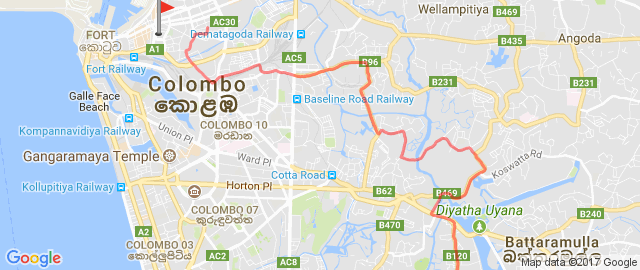 Wellampitiya
B469
AC30
FORT
කොටුව
A1
Dematagoda Railway
B435
Angoda
Fort Railway
AC5
B96
Colombo
කොළඹ
B231
B231
Galle Face
Beach
Baseline Road Railway
Kompannavidiya Railway
COLOMBO 10
මරදාන
Union Pl
Gangaramaya Temple
Ward Pl
Koswatta Rd
Cotta Road
Kollupitiya Railway
Horton Pl
B62
B469
COLOMBO 07
කුරුඳුවත්ත
Diyatha Uyana
B240
B470
COLOMBO 03
කොල්ලුපිටිය
Battaramulla
බත්තරමුල්ල
AC8
B120
Google
Map data ©2017 Google